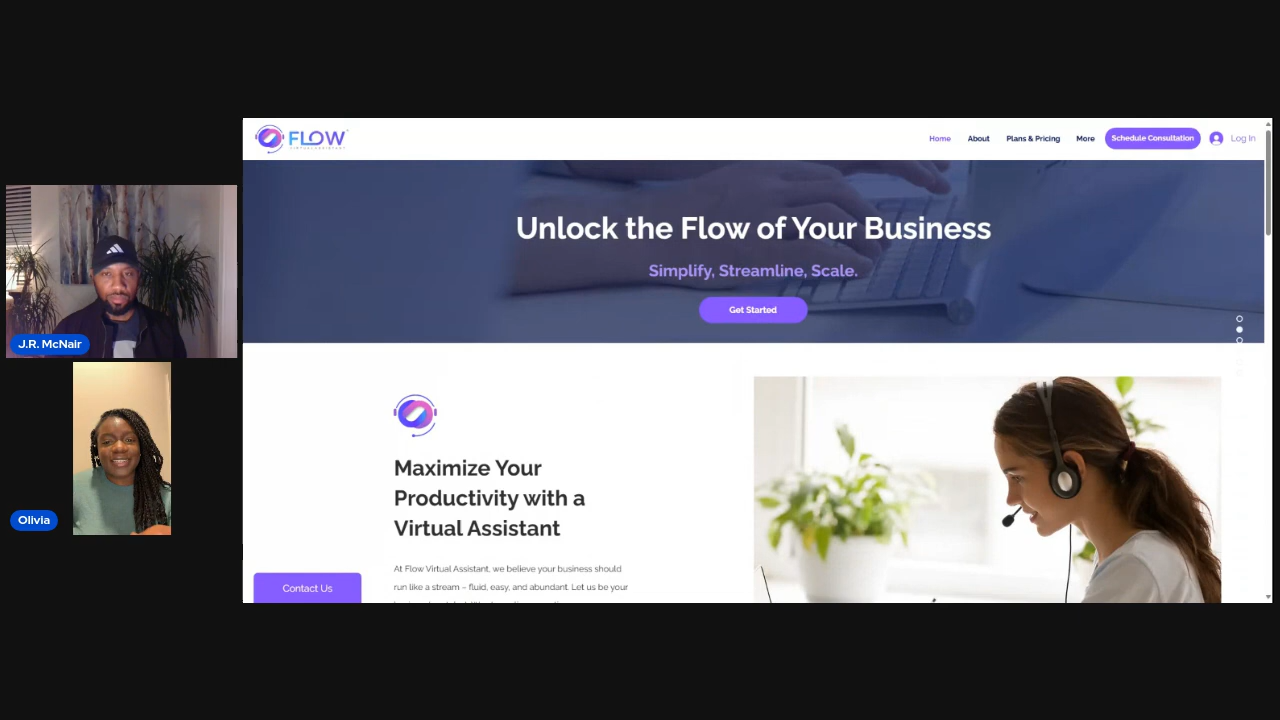 FLOW
VIRTUAL ASSISTANT
Home
About
Plans & Pricing
More
Schedule Consultation
Log In
Unlock the Flow of Your Business
Simplify, Streamline, Scale.
Get Started
J.R. McNair
Olivia
Maximize Your
Productivity with a
Virtual Assistant
At Flow Virtual Assistant, we believe your business should
run like a stream – fluid, easy, and abundant. Let us be your
Contact Us